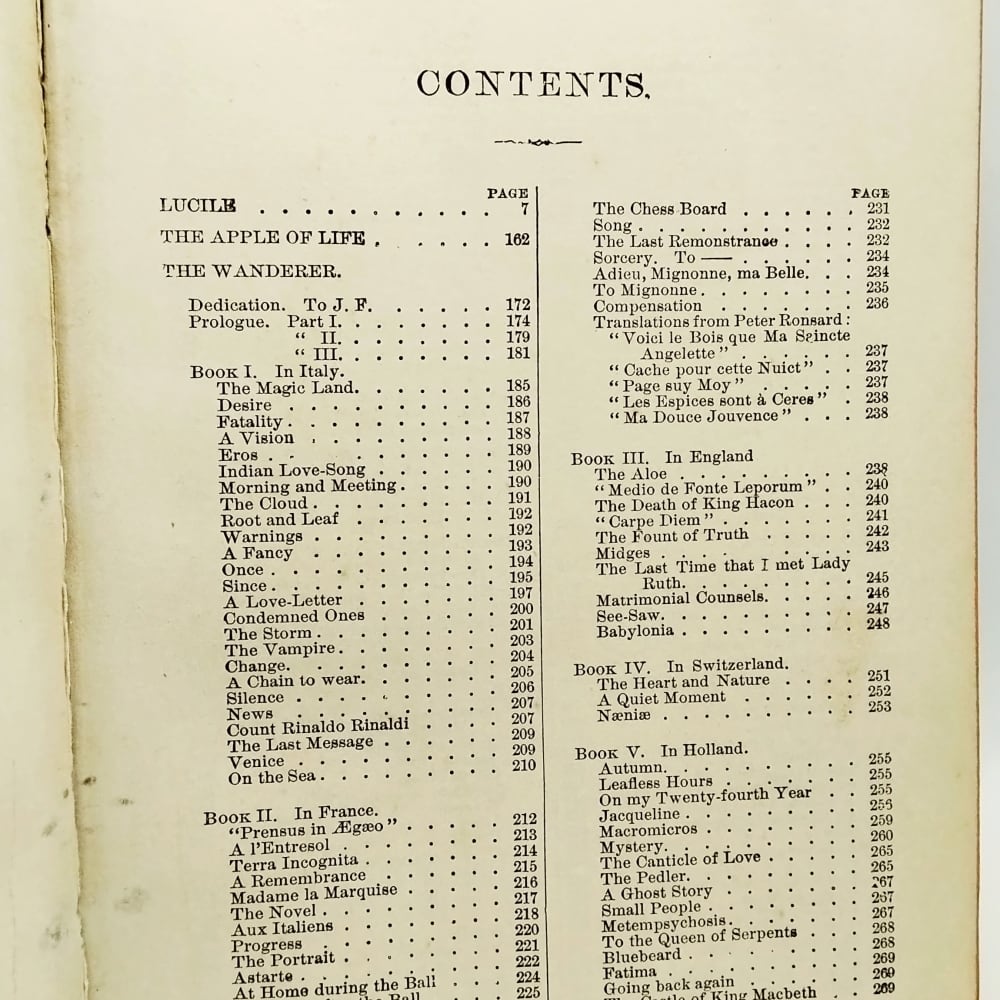 CONTENTS.
PAGE
LUCILE . . . . . . . . . . . . 7
THE APPLE OF LIFE . . . . . . 162
THE WANDERER.
Dedication. To J. F. . . . . . . . 172
Prologue. Part I. . . . . . . . . 174
“ II. . . . . . . . . 179
“ III. . . . . . . . . 181
BOOK I. In Italy.
The Magic Land. . . . . . . . 185
Desire . . . . . . . . . . 186
Fatality . . . . . . . . . . 187
A Vision . . . . . . . . . . 188
Eros . . . . . . . . . . 189
Indian Love-Song . . . . . . . 190
Morning and Meeting . . . . . . 190
The Cloud . . . . . . . . . 191
Root and Leaf . . . . . . . . 192
Warnings . . . . . . . . . . 192
A Fancy . . . . . . . . . 193
Once . . . . . . . . . . . 194
Since . . . . . . . . . . . 195
A Love-Letter . . . . . . . . 197
Condemned Ones . . . . . . . 200
The Storm . . . . . . . . . 201
The Vampire . . . . . . . . 203
Change. . . . . . . . . . . 204
A Chain to wear. . . . . . . . 205
Silence . . . . . . . . . . 206
News . . . . . . . . . . 207
Count Rinaldo Rinaldi . . . . . 207
The Last Message . . . . . . . 209
Venice . . . . . . . . . . 209
On the Sea . . . . . . . . . 210
BOOK II. In France.
“Prensus in Ægæo” . . . . . . 212
A l’Entresol . . . . . . . . 213
Terra Incognita . . . . . . . . 214
A Remembrance . . . . . . . 215
Madame la Marquise . . . . . . 216
The Novel . . . . . . . . . 217
Aux Italiens . . . . . . . . 218
Progress . . . . . . . . . 220
The Portrait . . . . . . . . 221
Astarte . . . . . . . . . . 222
At Home during the Ball . . . . 224
the Ball 225
PAGE
The Chess Board . . . . . . 231
Song . . . . . . . . . . . 232
The Last Remonstrance . . . . 232
Sorcery. To —— . . . . . . 234
Adieu, Mignonne, ma Belle. . . 234
To Mignonne . . . . . . . . 235
Compensation . . . . . . . 236
Translations from Peter Ronsard :
“Voici le Bois que Ma Saincte
Angelette” . . . . . . 237
“Cache pour cette Nuict” . . 237
“Page suy Moy” . . . . . 237
“Les Espices sont à Ceres” . 238
“Ma Douce Jouvence” . . . 238
BOOK III. In England
The Aloe . . . . . . . . . 238
“Medio de Fonte Leporum” . . 240
The Death of King Hacon . . . 240
“Carpe Diem” . . . . . . . 241
The Fount of Truth . . . . . 242
Midges . . . . . . . . . . 243
The Last Time that I met Lady
Ruth. . . . . . . . . 245
Matrimonial Counsels. . . . . 246
See-Saw. . . . . . . . . . 247
Babylonia . . . . . . . . . 248
BOOK IV. In Switzerland.
The Heart and Nature . . . . 251
A Quiet Moment . . . . . . 252
Næniæ . . . . . . . . . . 253
BOOK V. In Holland.
Autumn. . . . . . . . . . 255
Leafless Hours . . . . . . . 255
On my Twenty-fourth Year . . 255
Jacqueline . . . . . . . . . 256
Macromicros . . . . . . . . 259
Mystery. . . . . . . . . . 260
The Canticle of Love . . . . . 265
The Pedler. . . . . . . . . 265
A Ghost Story . . . . . . . 267
Small People . . . . . . . . 267
Metempsychosis. . . . . . . 267
To the Queen of Serpents . . . 268
Bluebeard . . . . . . . . . 268
Fatima . . . . . . . . . . 269
Going back again . . . . . . 269
The Castle of King Macbeth . . 269